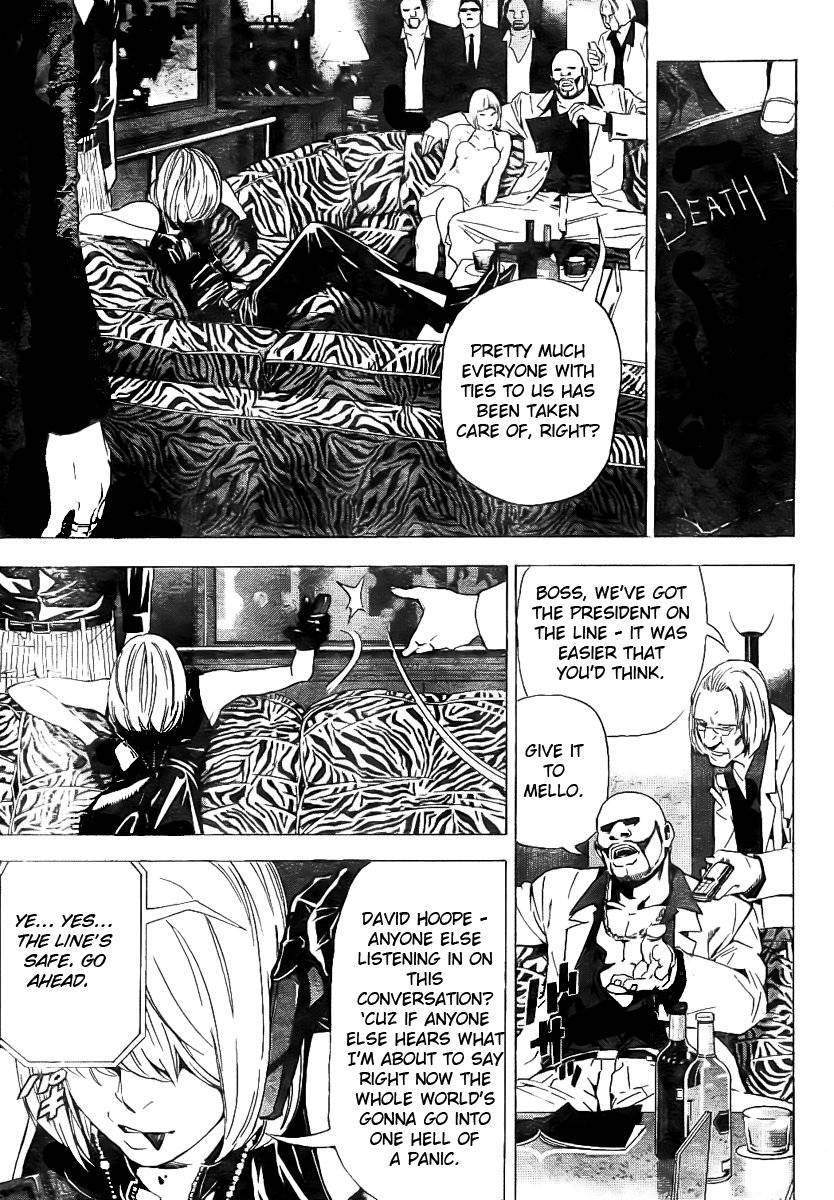 DEATH N
PRETTY MUCH
EVERYONE WITH
TIES TO US HAS
BEEN TAKEN
CARE OF, RIGHT?
BOSS, WE'VE GOT
THE PRESIDENT ON
THE LINE - IT WAS
EASIER THAT
YOU'D THINK.
GIVE IT
TO
MELLO.
DAVID HOOPE -
ANYONE ELSE
LISTENING IN ON
THIS
CONVERSATION?
'CUZ IF ANYONE
ELSE HEARS WHAT
I'M ABOUT TO SAY
RIGHT NOW THE
WHOLE WORLD'S
GONNA GO INTO
ONE HELL OF
A PANIC.
YE... YES...
THE LINE'S
SAFE. GO
AHEAD.
パキ